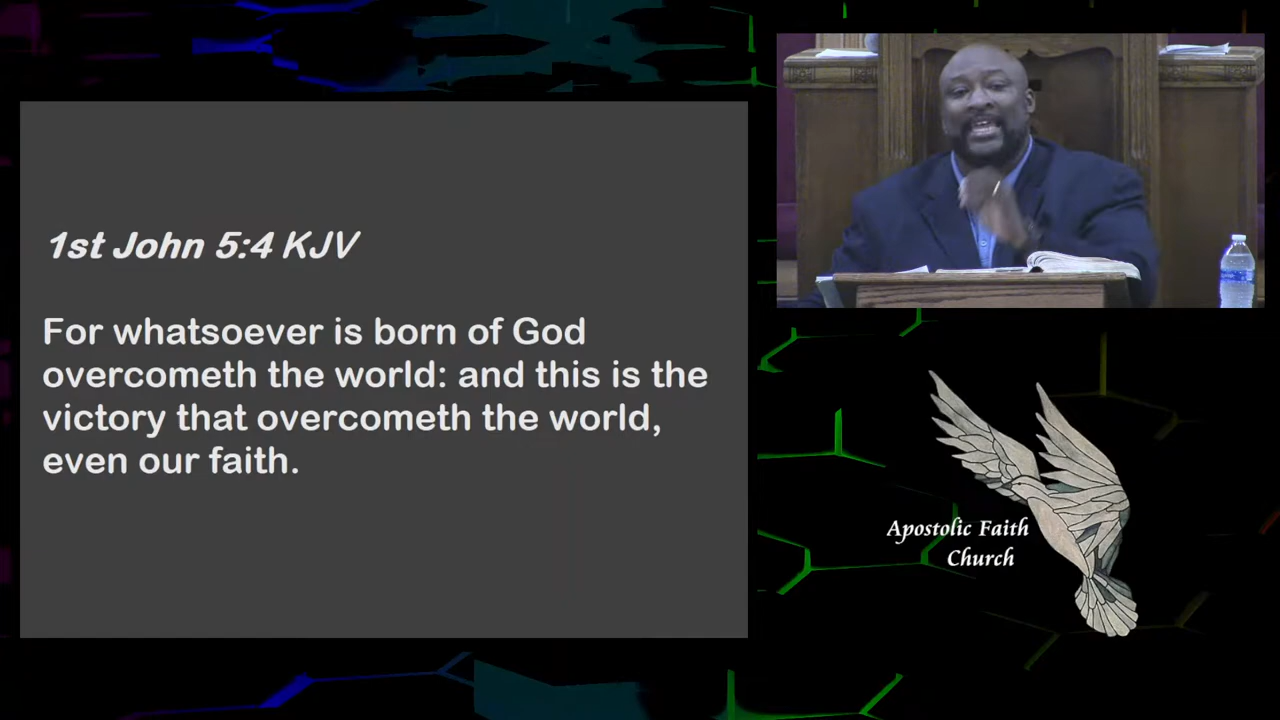 1st John 5:4 KJV
For whatsoever is born of God
overcometh the world: and this is the
victory that overcometh the world,
even our faith.
Apostolic Faith
Church